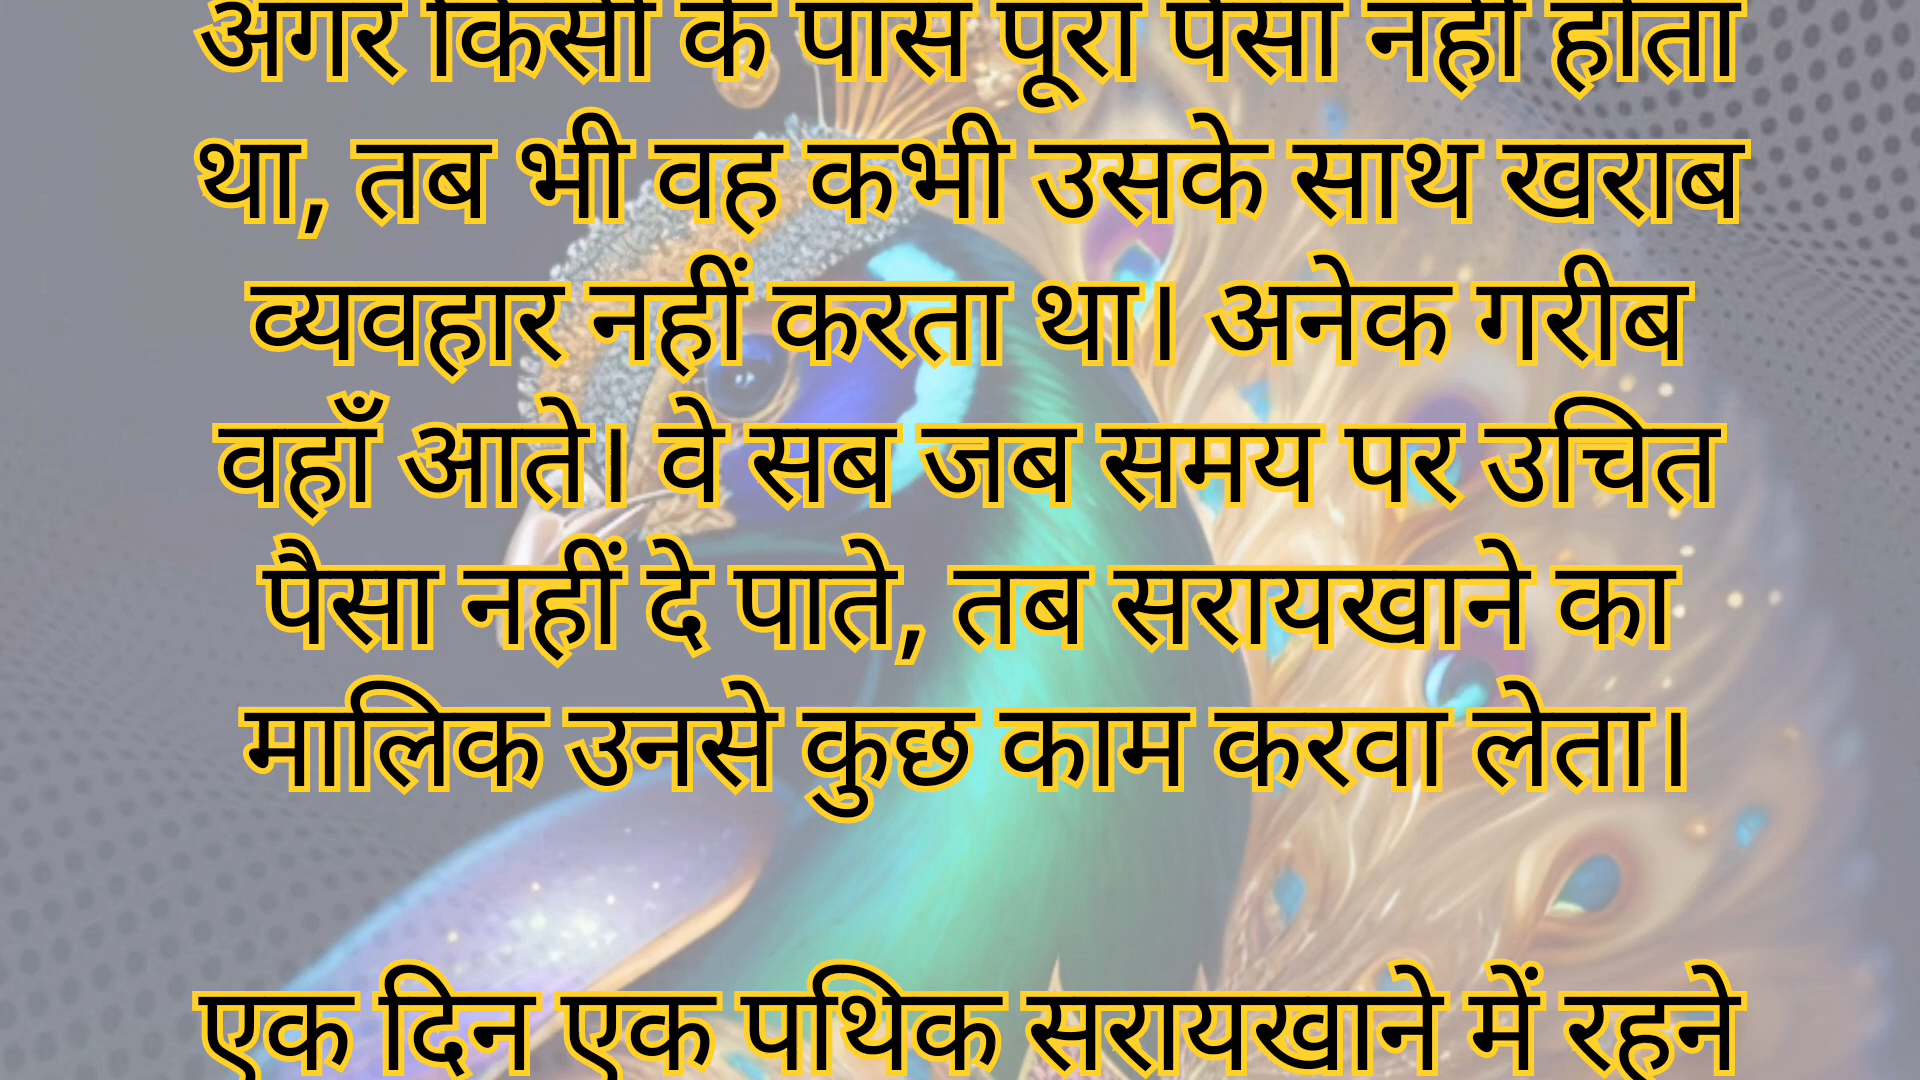 अगर किसी के पास पूरा पैसा नहीं होता
था, तब भी वह कभी उसके साथ खराब
व्यवहार नहीं करता था। अनेक गरीब
वहाँ आते। वे सब जब समय पर उचित
पैसा नहीं दे पाते, तब सरायखाने का
मालिक उनसे कुछ काम करवा लेता।
एक दिन एक पथिक सरायखाने में रहने